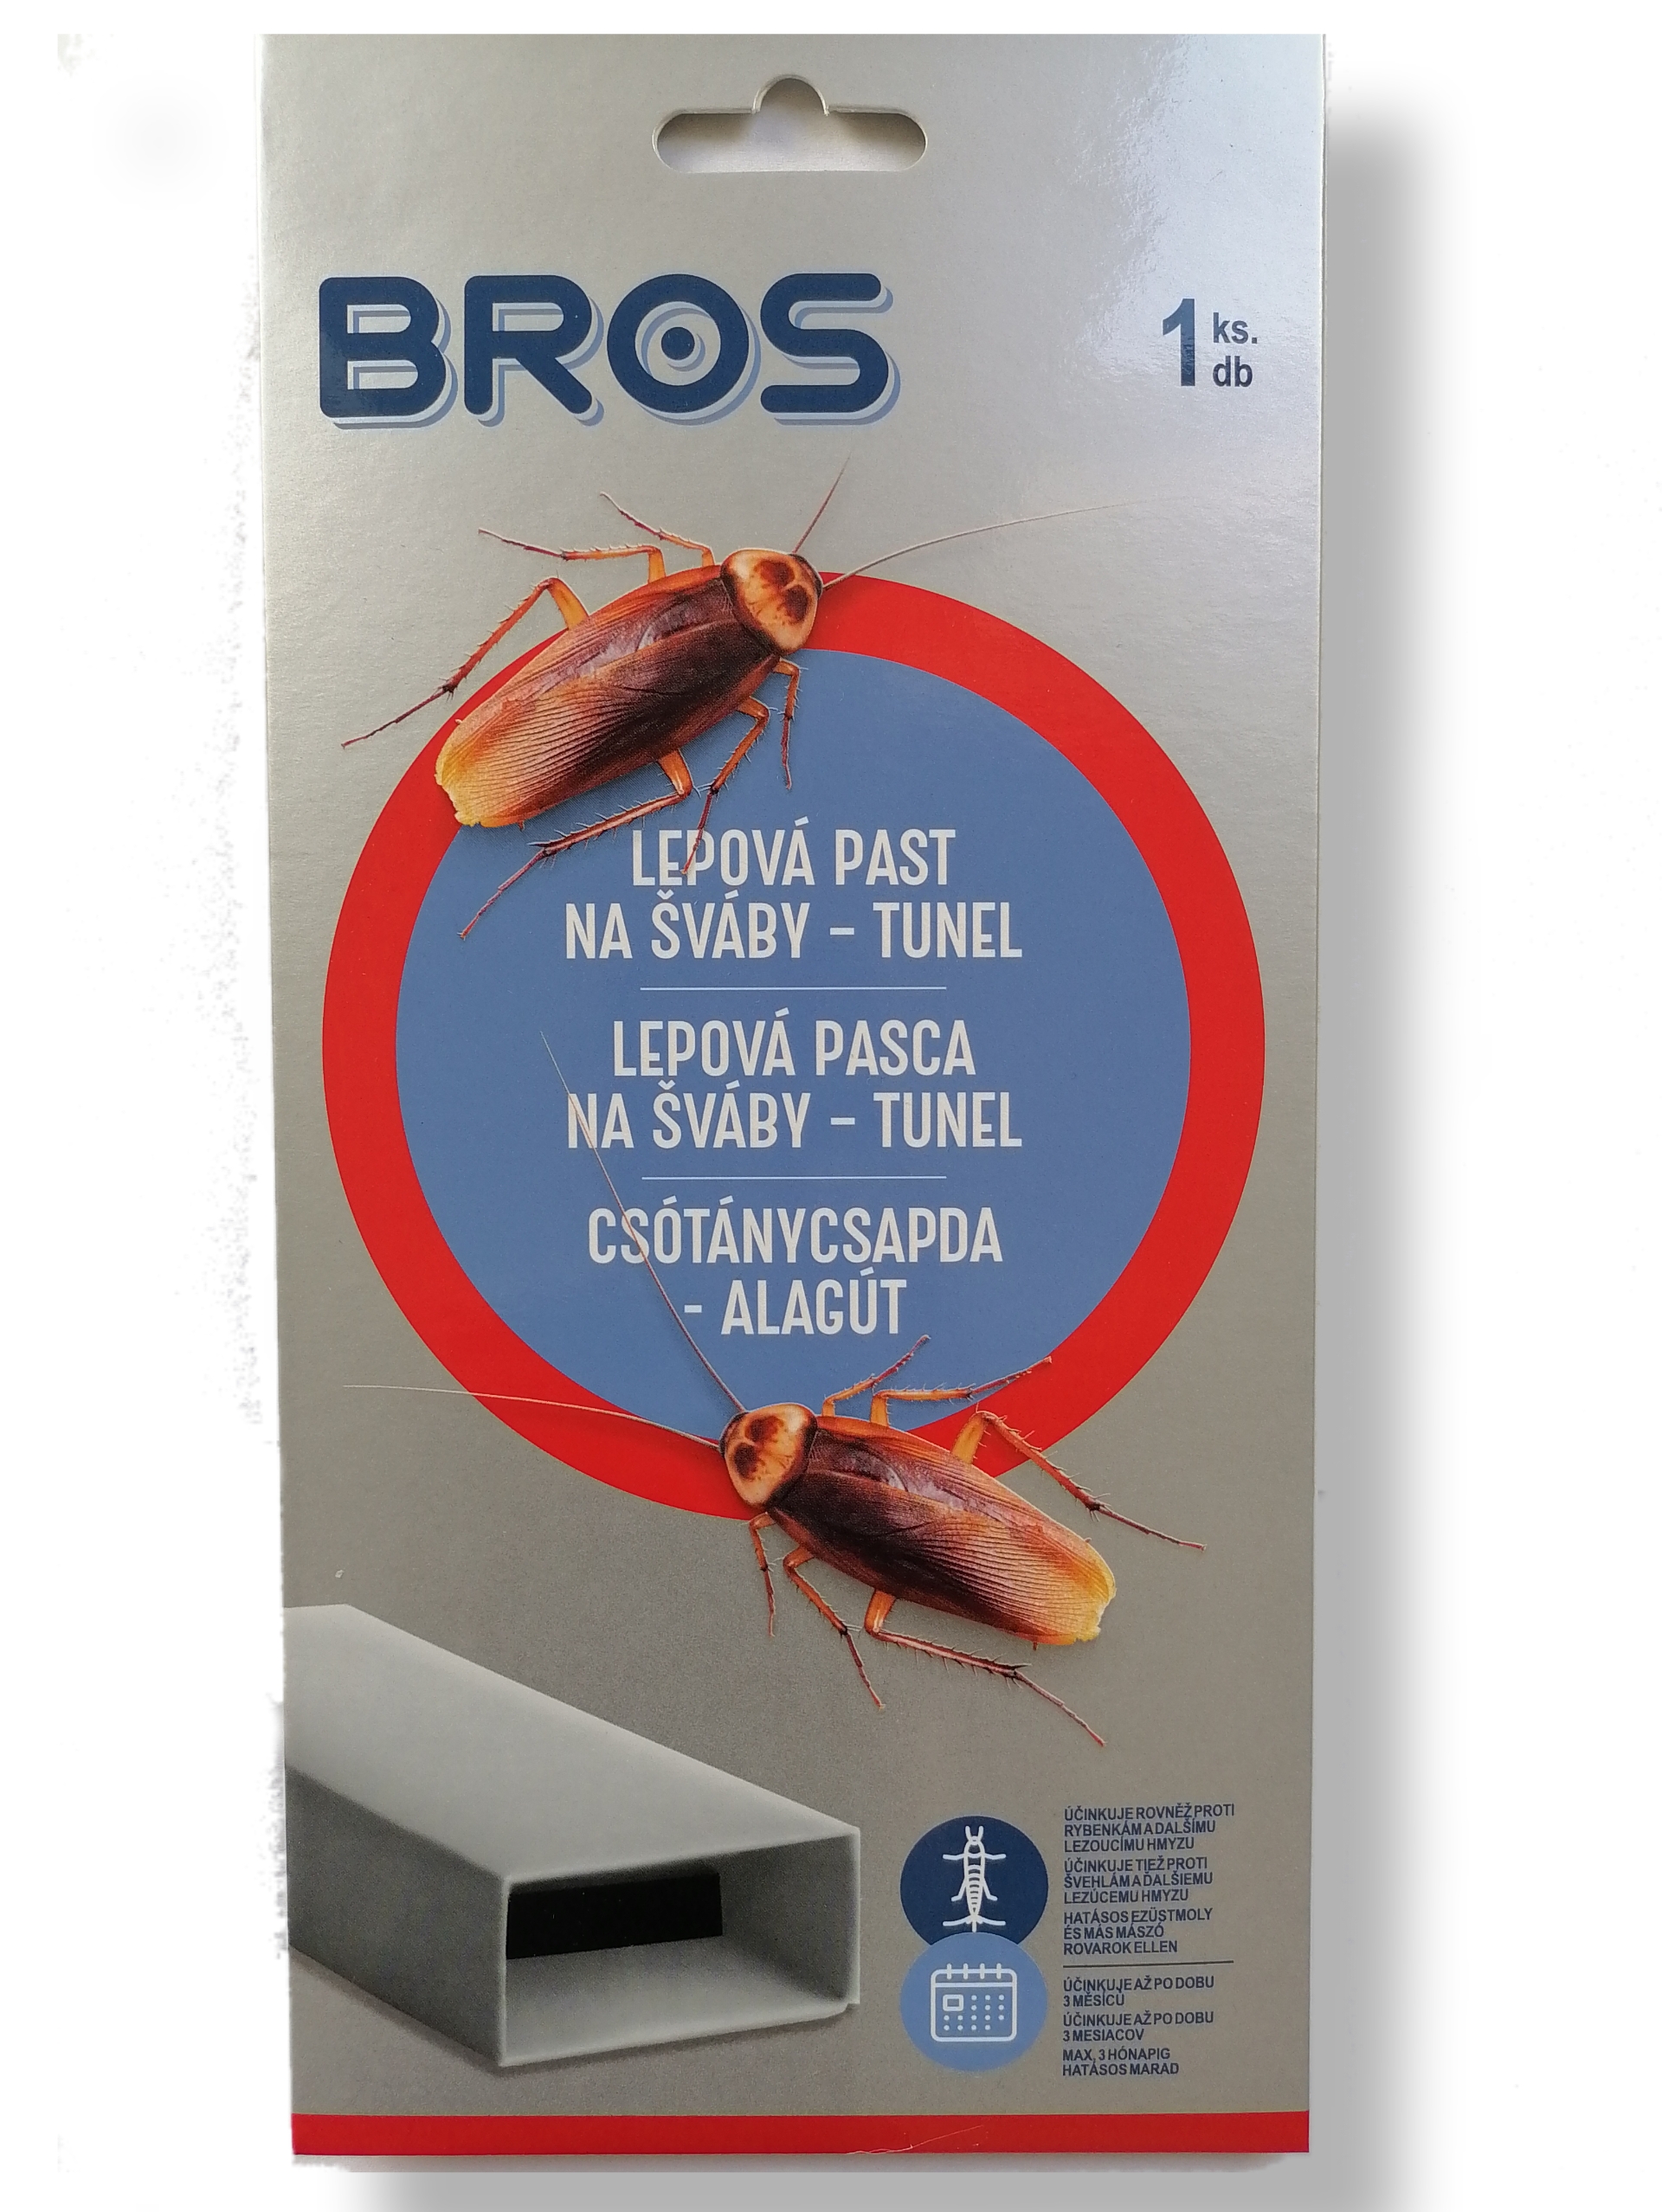 BROS
1 ks.
db
LEPOVÁ PAST
NA ŠVÁBY – TUNEL
LEPOVÁ PASCA
NA ŠVÁBY – TUNEL
CSÓTÁNYCSAPDA
- ALAGÚT
ÚČINKUJE ROVNĚŽ PROTI
RYBENKÁM A DALŠÍMU
LEZOUCÍMU HMYZU
ÚČINKUJE TIEŽ PROTI
ŠVEHLÁM A ĎALŠIEMU
LEZÚCEMU HMYZU
HATÁSOS EZÜSTMOLY
ÉS MÁS MÁSZÓ
ROVAROK ELLEN
ÚČINKUJE AŽ PO DOBU
3 MĚSÍCŮ
ÚČINKUJE AŽ PO DOBU
3 MESIACOV
MAX. 3 HÓNAPIG
HATÁSOS MARAD